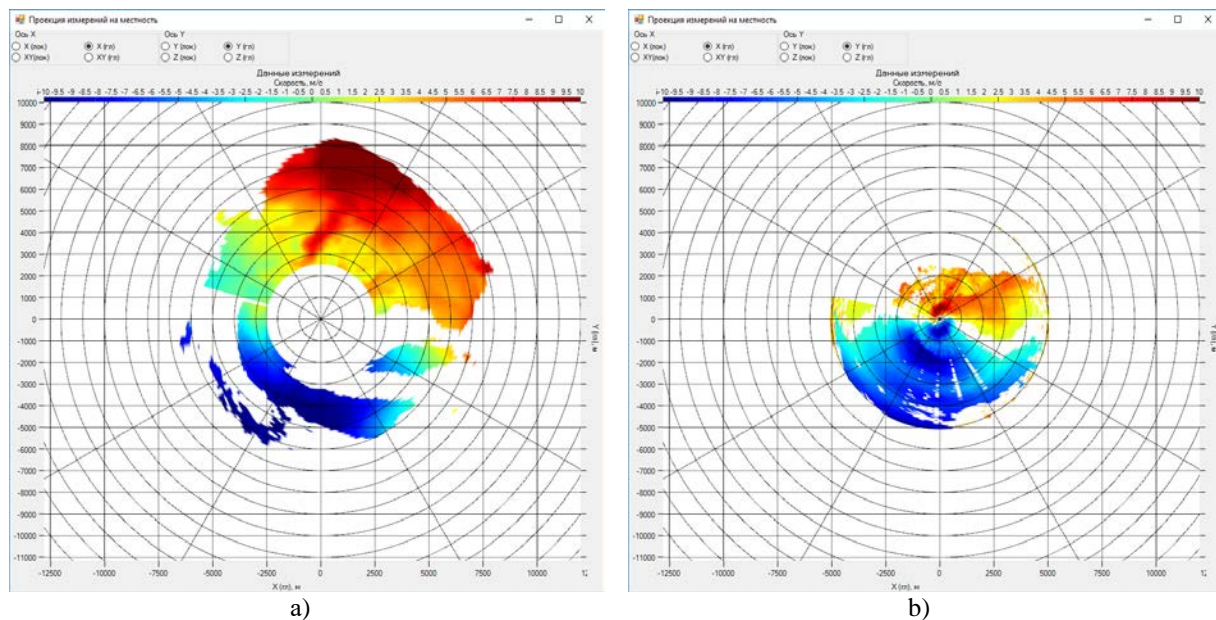 Проекция измерений на местность
Ось X
Ось Y
X (лок)
X (гл)
Y (лок)
Y (гл)
XY(лок)
XY (гл)
Z (лок)
Z (гл)
Данные измерений
Скорость, м/с
-10 -9.5 -9 -8.5 -8 -7.5 -7 -6.5 -6 -5.5 -5 -4.5 -4 -3.5 -3 -2.5 -2 -1.5 -1 -0.5 0 0.5 1 1.5 2 2.5 3 3.5 4 4.5 5 5.5 6 6.5 7 7.5 8 8.5 9 9.5 10
10000
9000
8000
7000
6000
5000
4000
3000
2000
1000
0
-1000
-2000
-3000
-4000
-5000
-6000
-7000
-8000
-9000
-10000
-11000
Y (гл), м
-12500 -10000 -7500 -5000 -2500 0 2500 5000 7500 10000 12
X (гл), м
a)
Проекция измерений на местность
Ось X
Ось Y
X (лок)
X (гл)
Y (лок)
Y (гл)
XY(лок)
XY (гл)
Z (лок)
Z (гл)
Данные измерений
Скорость, м/с
-10 -9.5 -9 -8.5 -8 -7.5 -7 -6.5 -6 -5.5 -5 -4.5 -4 -3.5 -3 -2.5 -2 -1.5 -1 -0.5 0 0.5 1 1.5 2 2.5 3 3.5 4 4.5 5 5.5 6 6.5 7 7.5 8 8.5 9 9.5 10
10000
9000
8000
7000
6000
5000
4000
3000
2000
1000
0
-1000
-2000
-3000
-4000
-5000
-6000
-7000
-8000
-9000
-10000
-11000
Y (гл), м
-12500 -10000 -7500 -5000 -2500 0 2500 5000 7500 10000 12
X (гл), м
b)